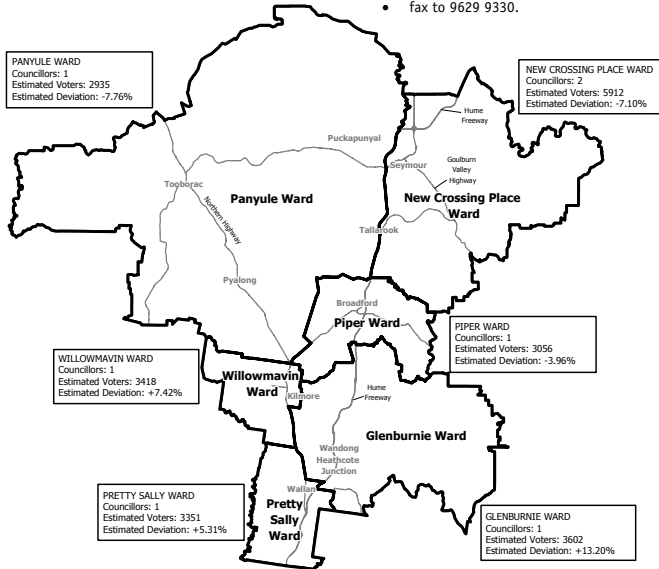 • fax to 9629 9330.
PANYULE WARD
Councillors: 1
Estimated Voters: 2935
Estimated Deviation: -7.76%
NEW CROSSING PLACE WARD
Councillors: 2
Estimated Voters: 5912
Estimated Deviation: -7.10%
Hume
Freeway
Puckapunyal
Seymour
Goulburn
Valley
Highway
Tooborac
Panyule Ward
New Crossing Place
Ward
Northern Highway
Tallarook
Pyalong
Broadford
Piper Ward
PIPER WARD
Councillors: 1
Estimated Voters: 3056
Estimated Deviation: -3.96%
WILLOWMAVIN WARD
Councillors: 1
Estimated Voters: 3418
Estimated Deviation: +7.42%
Willowmavin
Ward
Kilmore
Hume
Freeway
Glenburnie Ward
Wandong
Heathcote
Junction
PRETTY SALLY WARD
Councillors: 1
Estimated Voters: 3351
Estimated Deviation: +5.31%
Wallan
Pretty
Sally
Ward
GLENBURNIE WARD
Councillors: 1
Estimated Voters: 3602
Estimated Deviation: +13.20%